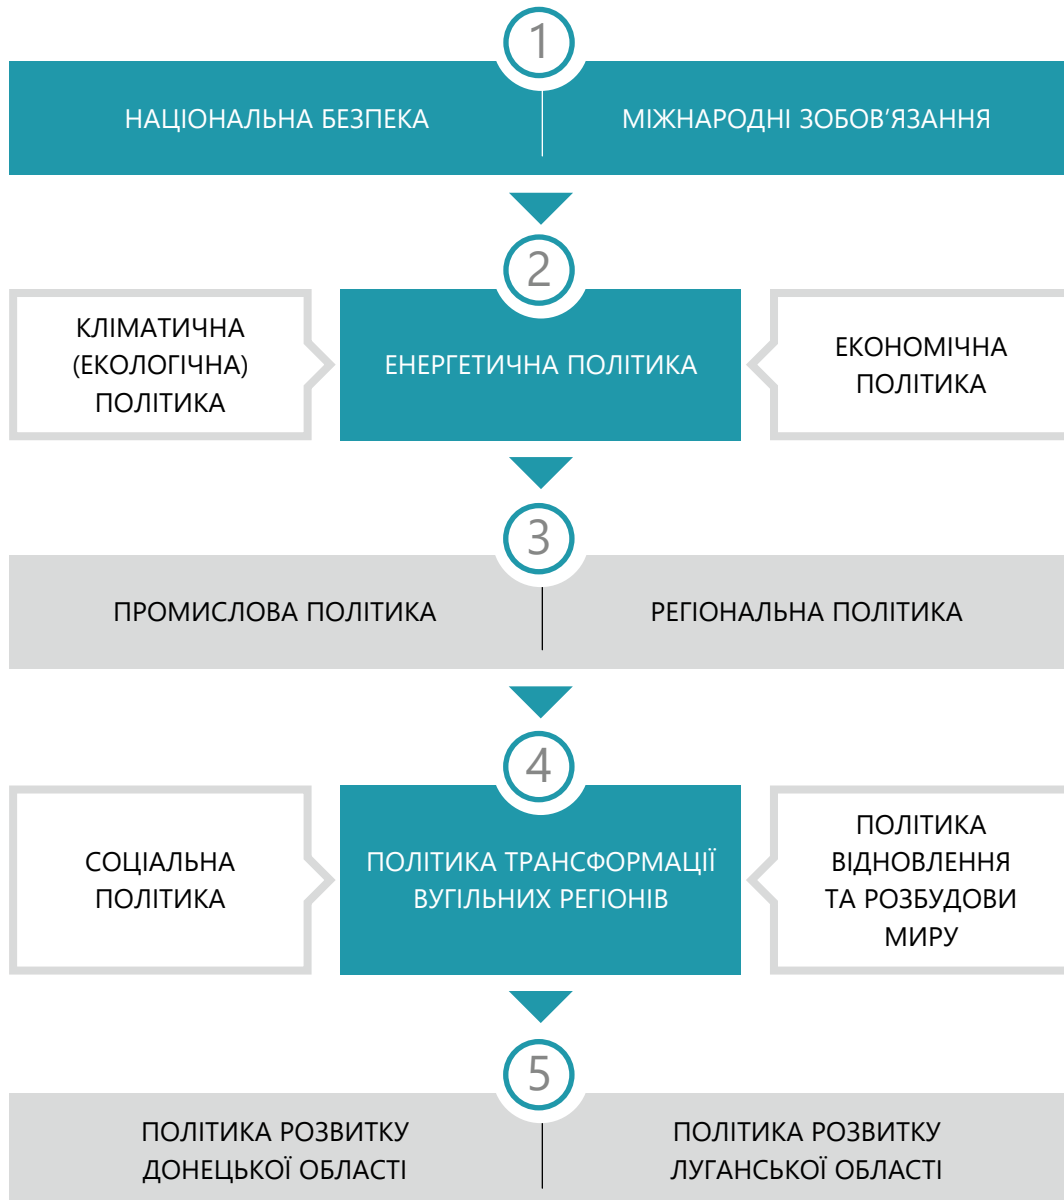 1
НАЦІОНАЛЬНА БЕЗПЕКА
МІЖНАРОДНІ ЗОБОВ’ЯЗАННЯ
2
КЛІМАТИЧНА
(ЕКОЛОГІЧНА)
ПОЛІТИКА
ЕНЕРГЕТИЧНА ПОЛІТИКА
ЕКОНОМІЧНА
ПОЛІТИКА
3
ПРОМИСЛОВА ПОЛІТИКА
РЕГІОНАЛЬНА ПОЛІТИКА
4
СОЦІАЛЬНА
ПОЛІТИКА
ПОЛІТИКА ТРАНСФОРМАЦІЇ
ВУГІЛЬНИХ РЕГІОНІВ
ПОЛІТИКА
ВІДНОВЛЕННЯ
ТА РОЗБУДОВИ
МИРУ
5
ПОЛІТИКА РОЗВИТКУ
ДОНЕЦЬКОЇ ОБЛАСТІ
ПОЛІТИКА РОЗВИТКУ
ЛУГАНСЬКОЇ ОБЛАСТІ